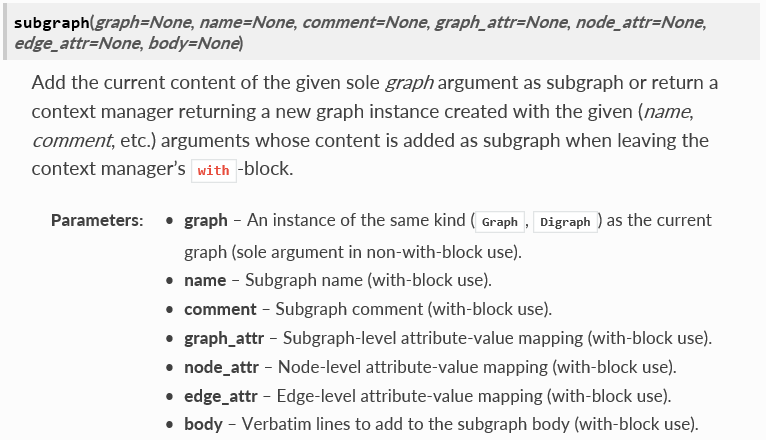 subgraph(graph=None, name=None, comment=None, graph_attr=None, node_attr=None,
edge_attr=None, body=None)
Add the current content of the given sole graph argument as subgraph or return a
context manager returning a new graph instance created with the given (name,
comment, etc.) arguments whose content is added as subgraph when leaving the
context manager’s with -block.
Parameters: • graph – An instance of the same kind ( Graph , Digraph ) as the current
graph (sole argument in non-with-block use).
• name – Subgraph name (with-block use).
• comment – Subgraph comment (with-block use).
• graph_attr – Subgraph-level attribute-value mapping (with-block use).
• node_attr – Node-level attribute-value mapping (with-block use).
• edge_attr – Edge-level attribute-value mapping (with-block use).
• body – Verbatim lines to add to the subgraph body (with-block use).